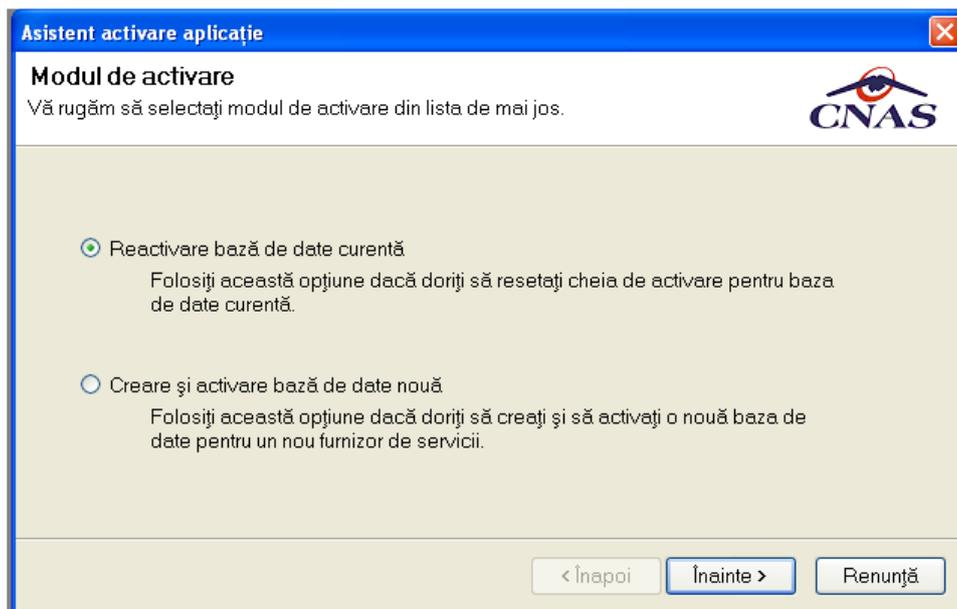 Asistent activare aplicație
Modul de activare
Vă rugăm să selectați modul de activare din lista de mai jos.
CNAS
Reactivare bază de date curentă
Folosiți această opțiune dacă doriți să resetați cheia de activare pentru baza
de date curentă.
Creare și activare bază de date nouă
Folosiți această opțiune dacă doriți să creați și să activați o nouă baza de
date pentru un nou furnizor de servicii.
< Înapoi
Înainte >
Renunță